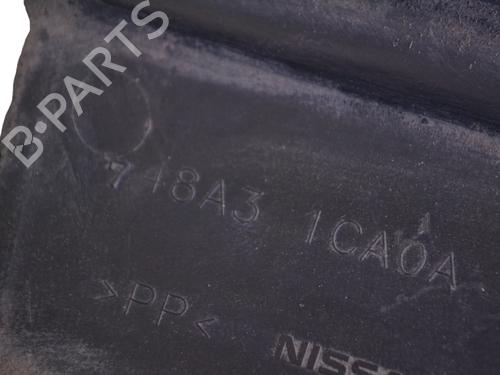 B·PARTS
748A3 1CA0A
>PP<
NISS